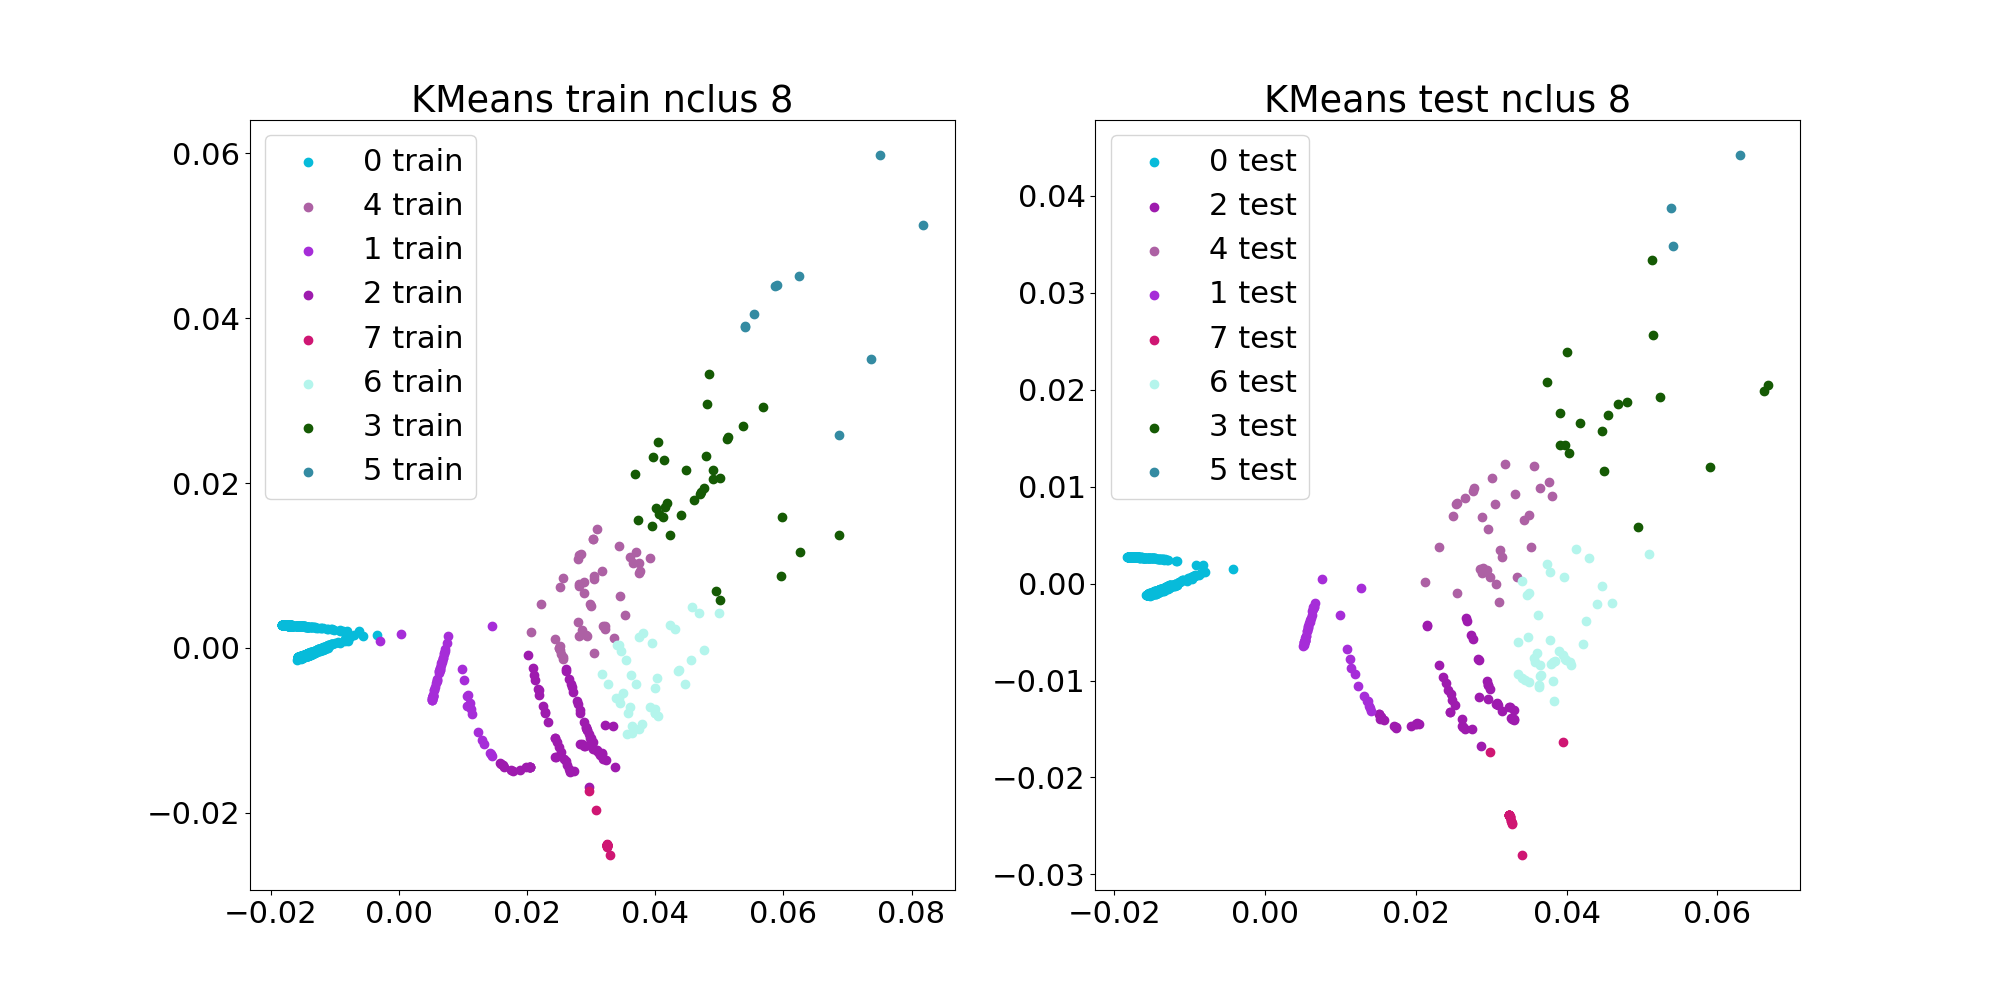 KMeans train nclus 8
0.06
0.04
0.02
0.00
−0.02
−0.02 0.00 0.02 0.04 0.06 0.08
0 train
4 train
1 train
2 train
7 train
6 train
3 train
5 train
KMeans test nclus 8
0.04
0.03
0.02
0.01
0.00
−0.01
−0.02
−0.03
−0.02 0.00 0.02 0.04 0.06
0 test
2 test
4 test
1 test
7 test
6 test
3 test
5 test